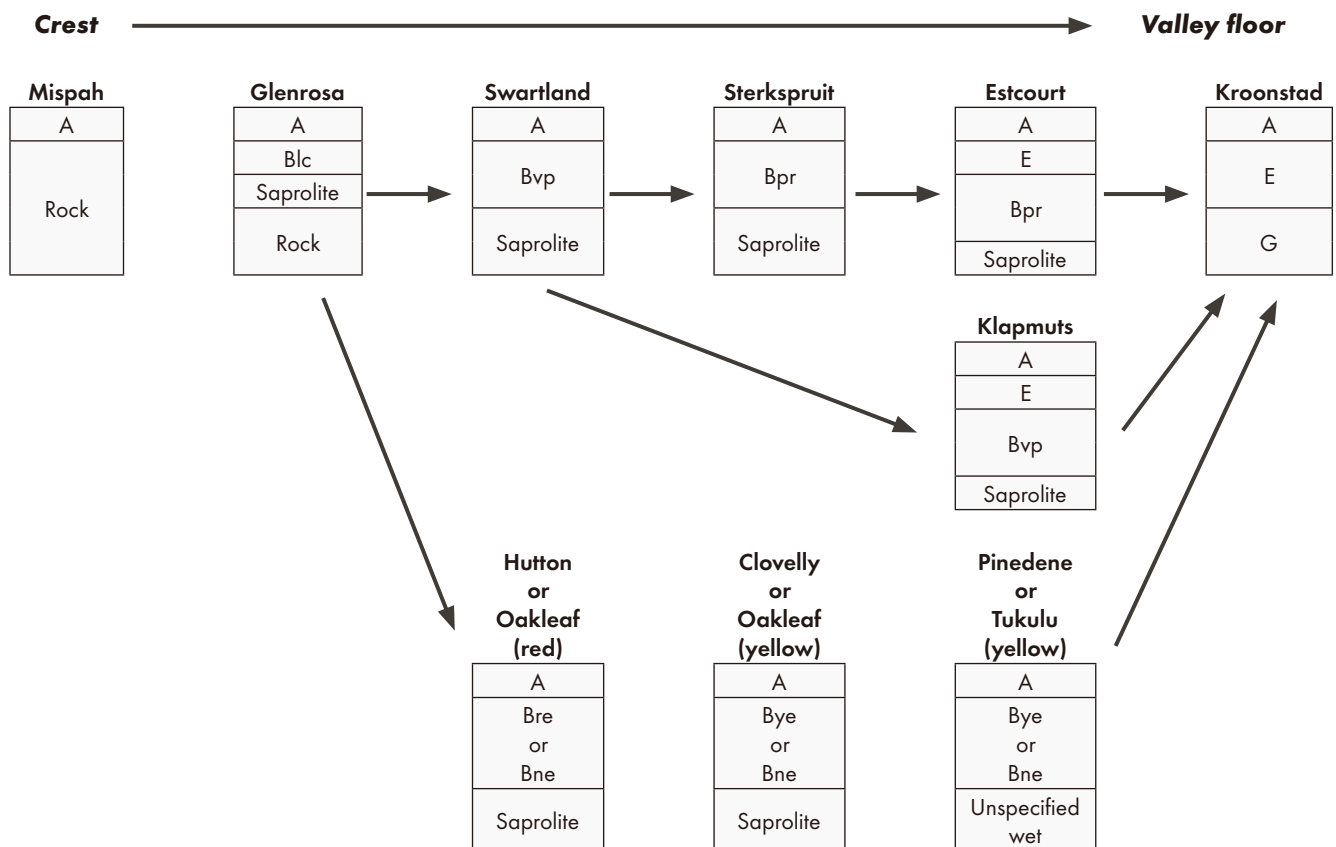 Crest
Valley floor
Mispah
A
Rock
Glenrosa
A
Blc
Saprolite
Rock
Swartland
A
Bvp
Saprolite
Sterkspruit
A
Bpr
Saprolite
Estcourt
A
E
Bpr
Saprolite
Kroonstad
A
E
G
Klapmuts
A
E
Bvp
Saprolite
Hutton
or
Oakleaf
(red)
A
Bre
or
Bne
Saprolite
Clovelly
or
Oakleaf
(yellow)
A
Bye
or
Bne
Saprolite
Pinedene
or
Tukulu
(yellow)
A
Bye
or
Bne
Unspecified
wet